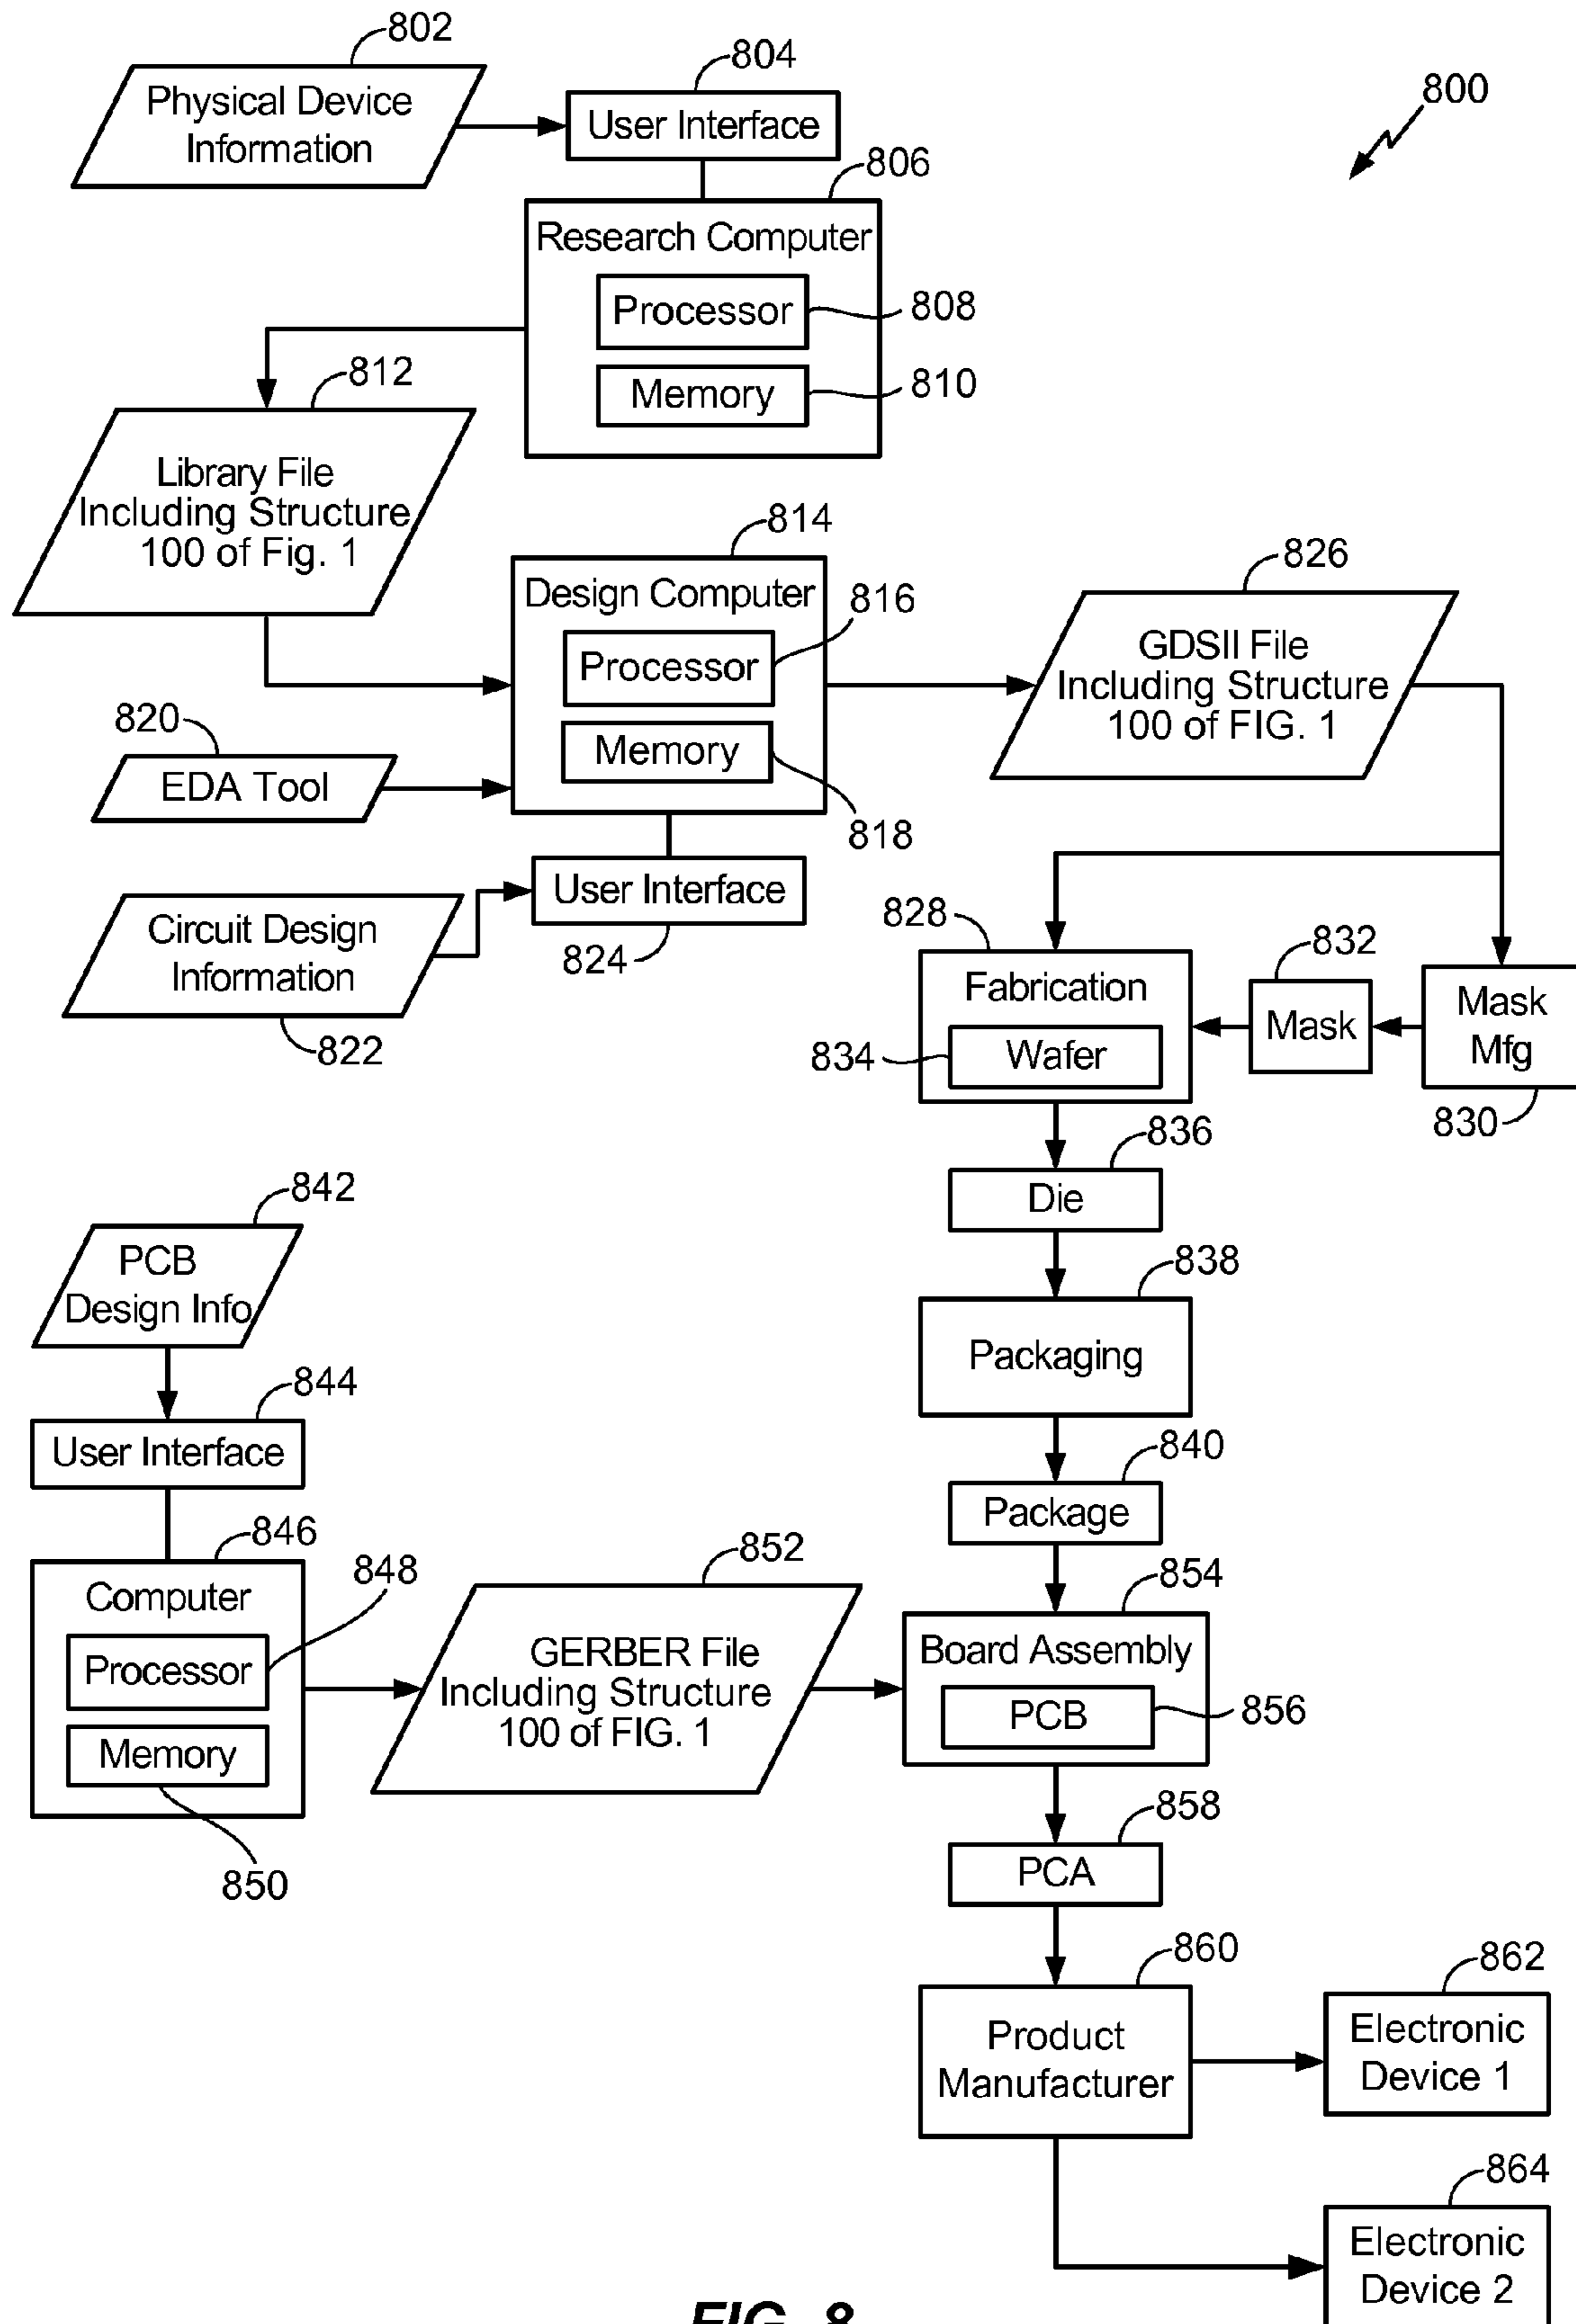 802
Physical Device
Information
804
User Interface
800
806
Research Computer
Processor
808
Memory
810
812
Library File
Including Structure
100 of Fig. 1
814
Design Computer
816
Processor
Memory
818
820
EDA Tool
User Interface
824
Circuit Design
Information
822
826
GDSII File
Including Structure
100 of FIG. 1
828
Fabrication
834
Wafer
832
Mask
Mask
Mfg
830
836
Die
838
Packaging
840
Package
842
PCB
Design Info
844
User Interface
846
Computer
848
Processor
Memory
850
852
GERBER File
Including Structure
100 of FIG. 1
854
Board Assembly
PCB
856
858
PCA
860
Product
Manufacturer
862
Electronic
Device 1
864
Electronic
Device 2
FIG. 8